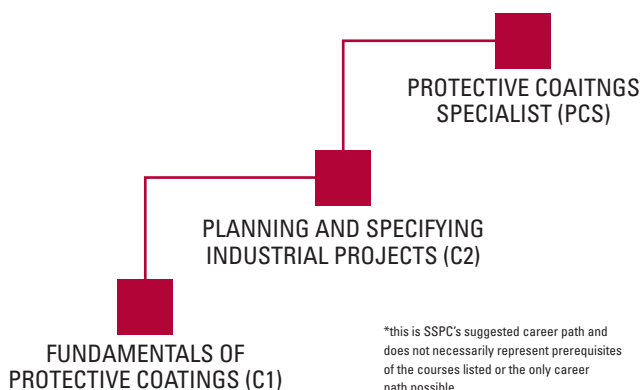 PROTECTIVE COAITNGS
SPECIALIST (PCS)
PLANNING AND SPECIFYING
INDUSTRIAL PROJECTS (C2)
FUNDAMENTALS OF
PROTECTIVE COATINGS (C1)
*this is SSPC's suggested career path and
does not necessarily represent prerequisites
of the courses listed or the only career
path possible